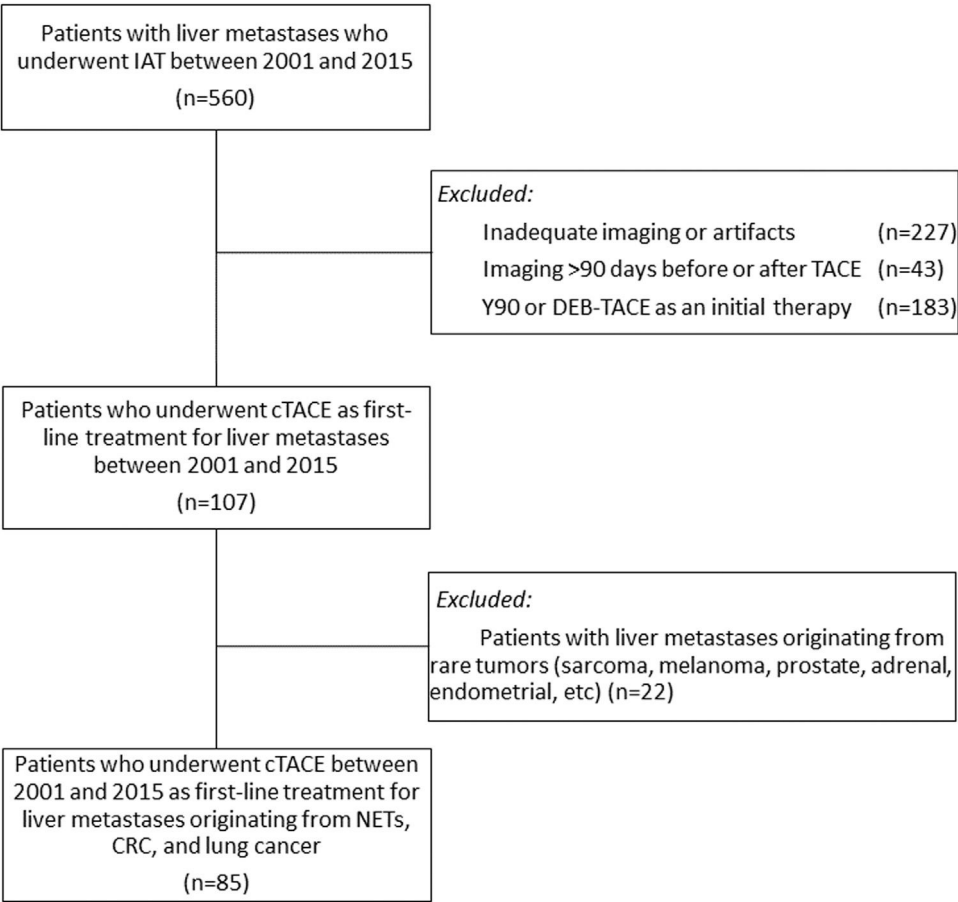 Patients with liver metastases who
underwent IAT between 2001 and 2015
(n=560)
Excluded:
Inadequate imaging or artifacts (n=227)
Imaging >90 days before or after TACE (n=43)
Y90 or DEB-TACE as an initial therapy (n=183)
Patients who underwent cTACE as first-
line treatment for liver metastases
between 2001 and 2015
(n=107)
Excluded:
Patients with liver metastases originating from
rare tumors (sarcoma, melanoma, prostate, adrenal,
endometrial, etc) (n=22)
Patients who underwent cTACE between
2001 and 2015 as first-line treatment for
liver metastases originating from NETs,
CRC, and lung cancer
(n=85)